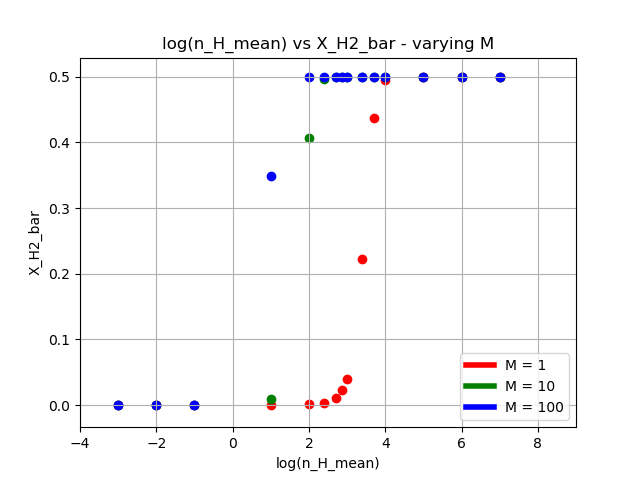 log(n_H_mean) vs X_H2_bar - varying M
X_H2_bar
0.5
0.4
0.3
0.2
0.1
0.0
M = 1
M = 10
M = 100
−4
−2
0
2
4
6
8
log(n_H_mean)